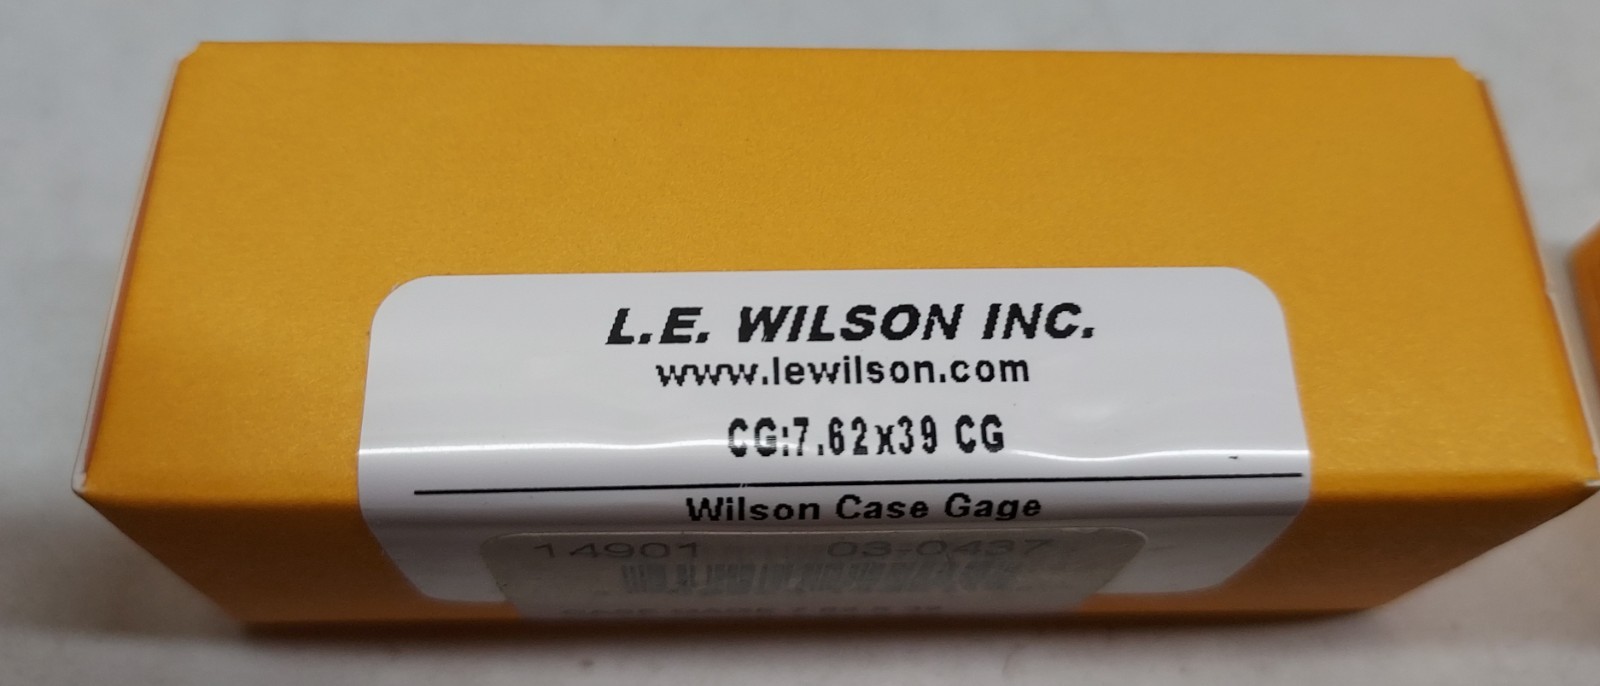 L.E. WILSON INC.
www.lewilson.com
CG:7.62x39 CG
Wilson Case Gage
14901 03-0437